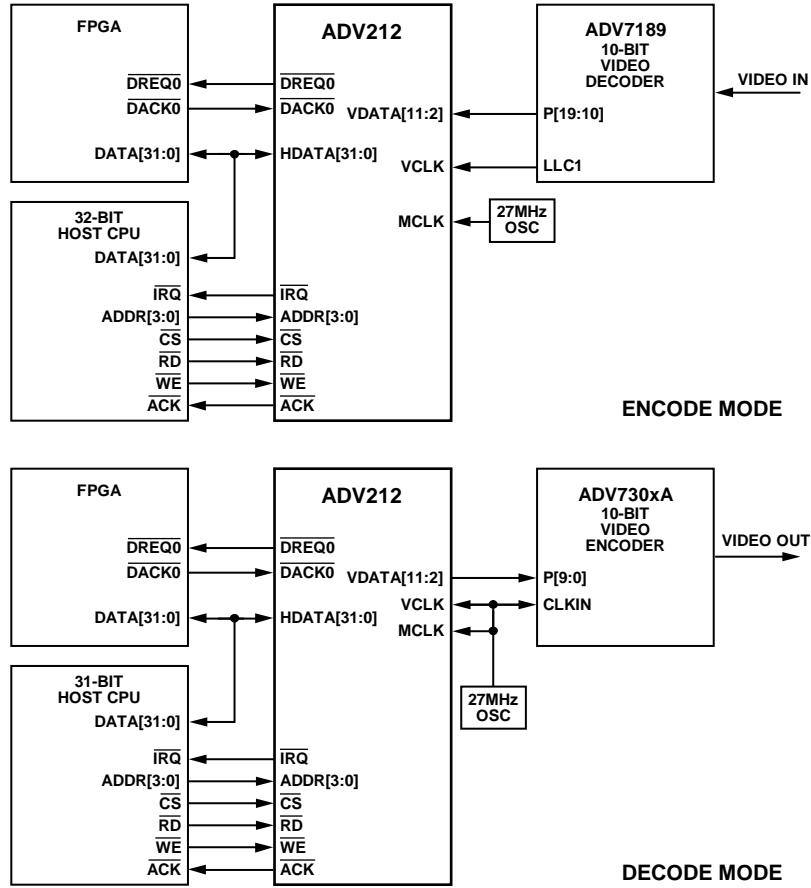 FPGA
DREQ0
DACK0
DATA[31:0]
32-BIT
HOST CPU
DATA[31:0]
IRQ
ADDR[3:0]
CS
RD
WE
ACK
ADV212
DREQ0
DACK0
HDATA[31:0]
VDATA[11:2]
VCLK
MCLK
IRQ
ADDR[3:0]
CS
RD
WE
ACK
ADV7189
10-BIT
VIDEO
DECODER
P[19:10]
LLC1
VIDEO IN
27MHz
OSC
ENCODE MODE
FPGA
DREQ0
DACK0
DATA[31:0]
31-BIT
HOST CPU
DATA[31:0]
IRQ
ADDR[3:0]
CS
RD
WE
ACK
ADV212
DREQ0
DACK0
HDATA[31:0]
VDATA[11:2]
VCLK
MCLK
IRQ
ADDR[3:0]
CS
RD
WE
ACK
ADV730xA
10-BIT
VIDEO
ENCODER
P[9:0]
CLKIN
VIDEO OUT
27MHz
OSC
DECODE MODE